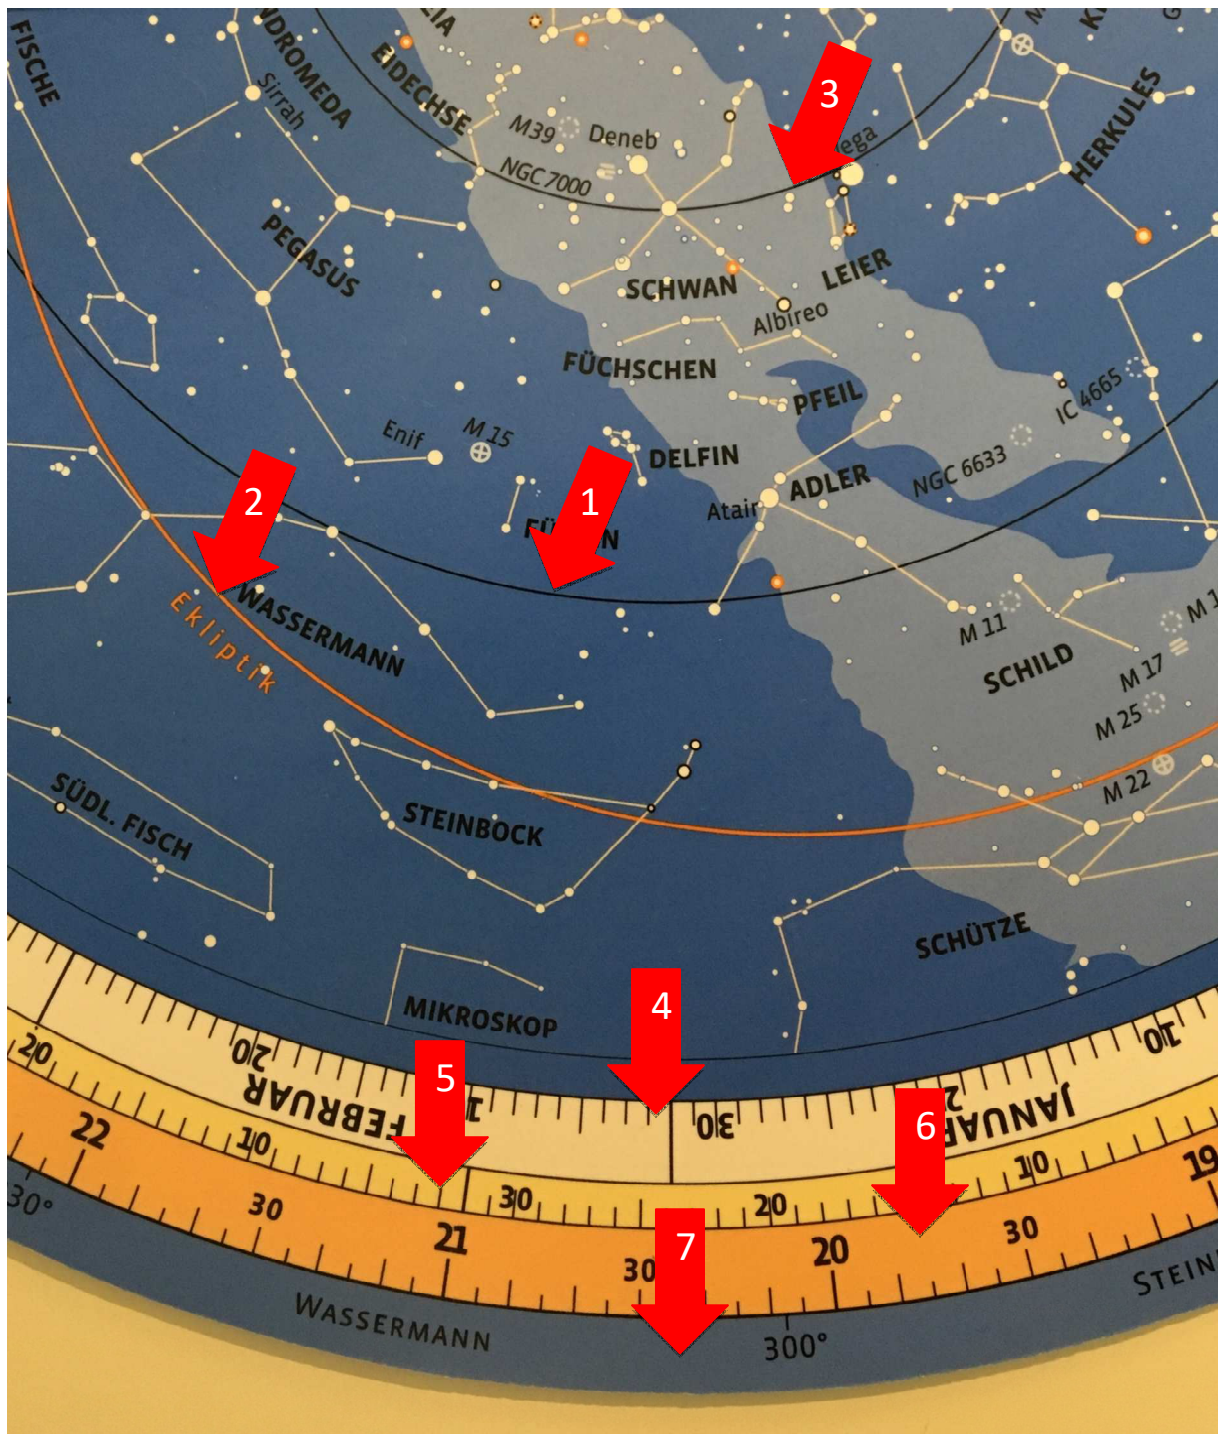 FISCHE
Sirrah
EIDECHSE
M39
Deneb
NGC 7000
3
HERKULES
PEGASUS
SCHWAN
LEIER
Albireo
FÜCHSCHEN
PFEIL
IC 4665
Enif
M 15
DELFIN
ADLER
NGC 6633
2
1
Atair
WASSERMANN
Ekliptik
M 11
SCHILD
M 17
M 25
M 22
SÜDL. FISCH
STEINBOCK
SCHÜTZE
MIKROSKOP
4
5
6
7
20
FEBRUAR
30
JANUAR
10
20
10
30
20
10
22
30
21
30
20
30
19
30°
WASSERMANN
300°